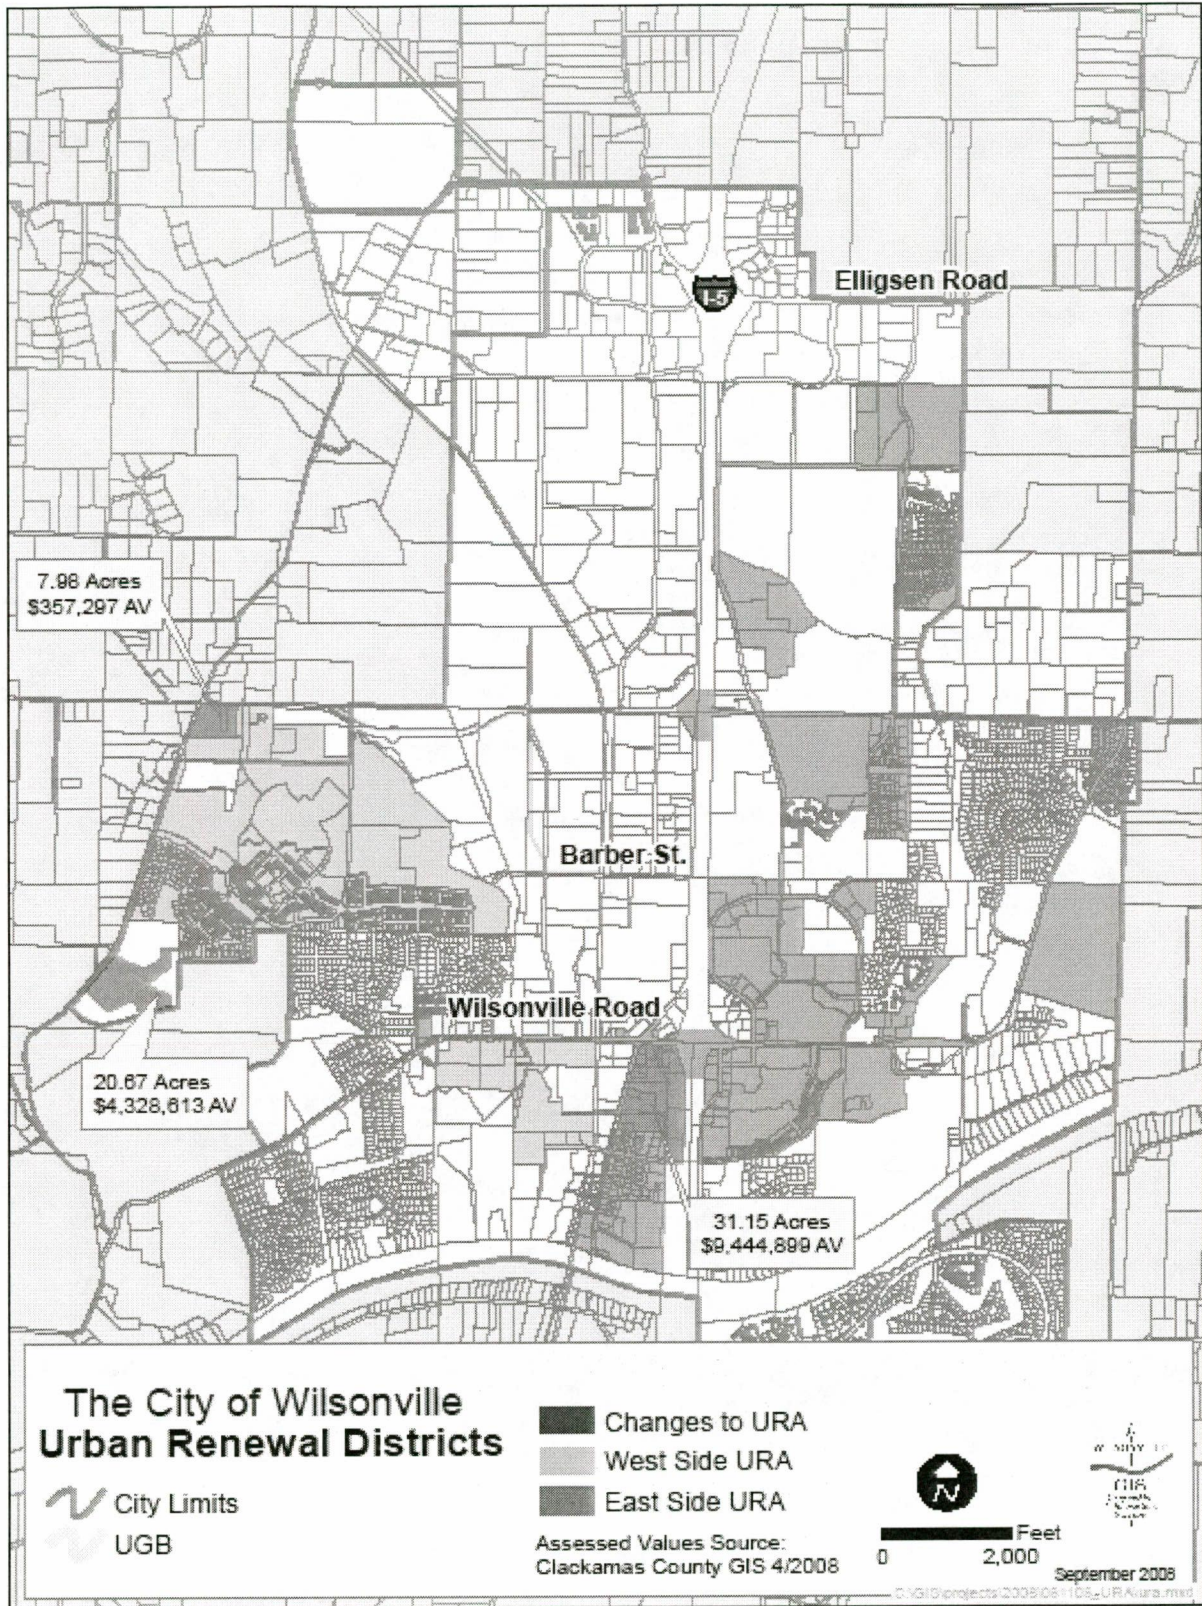 I-5
Elligsen Road
7.98 Acres
$357,297 AV
Barber St.
Wilsonville Road
20.67 Acres
$4,328,613 AV
31.15 Acres
$9,444,899 AV
The City of Wilsonville
Urban Renewal Districts
City Limits
UGB
Changes to URA
West Side URA
East Side URA
Assessed Values Source:
Clackamas County GIS 4/2008
N
Feet
0 2,000
September 2008
GIS